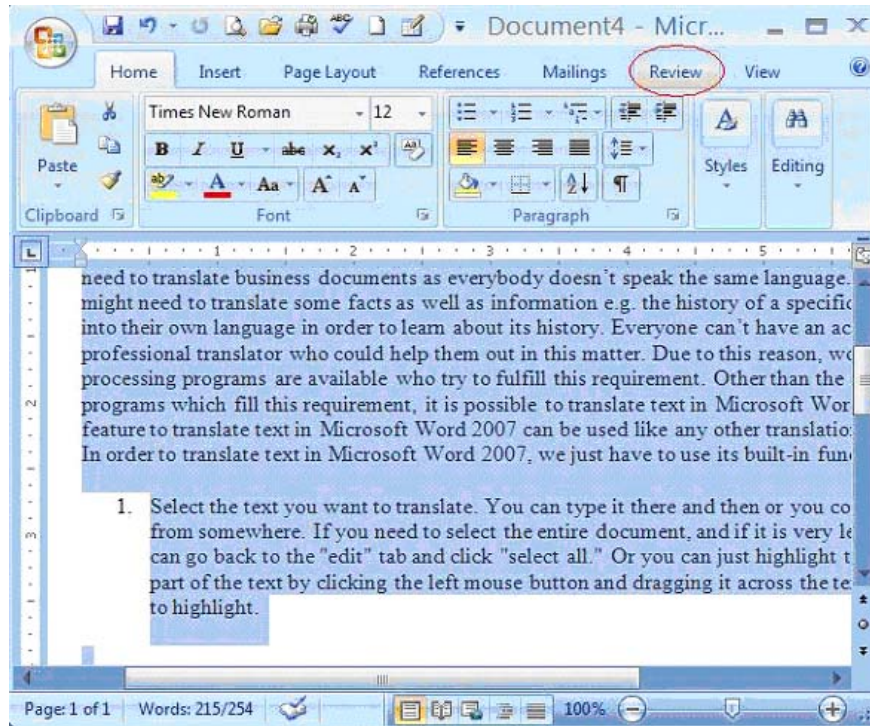 Document4 - Micr...
Home Insert Page Layout References Mailings Review View
Times New Roman 12
Paste
B I U abc x₂ x²
Aa A A
Styles Editing
Clipboard Font Paragraph
1 2 3 4 5
need to translate business documents as everybody doesn't speak the same language.
might need to translate some facts as well as information e.g. the history of a specific
into their own language in order to learn about its history. Everyone can't have an ac
professional translator who could help them out in this matter. Due to this reason, wo
processing programs are available who try to fulfill this requirement. Other than the
programs which fill this requirement, it is possible to translate text in Microsoft Wor
feature to translate text in Microsoft Word 2007 can be used like any other translatio
In order to translate text in Microsoft Word 2007, we just have to use its built-in fun
1. Select the text you want to translate. You can type it there and then or you co
from somewhere. If you need to select the entire document, and if it is very le
can go back to the "edit" tab and click "select all." Or you can just highlight t
part of the text by clicking the left mouse button and dragging it across the te
to highlight.
Page: 1 of 1 Words: 215/254 100%